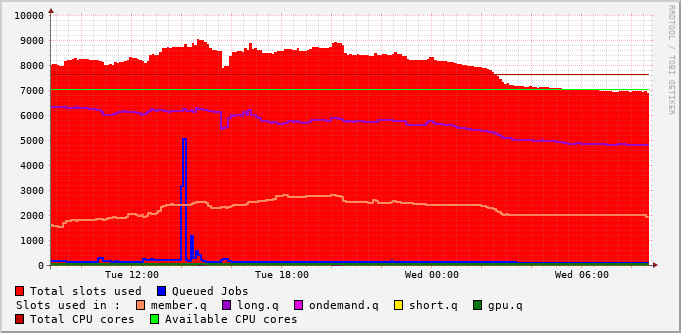 10000
9000
8000
7000
6000
5000
4000
3000
2000
1000
0
Tue 12:00 Tue 18:00 Wed 00:00 Wed 06:00
RRDTOOL / TOBI OETIKER
Total slots used Queued Jobs
Slots used in : member.q long.q ondemand.q short.q gpu.q
Total CPU cores Available CPU cores